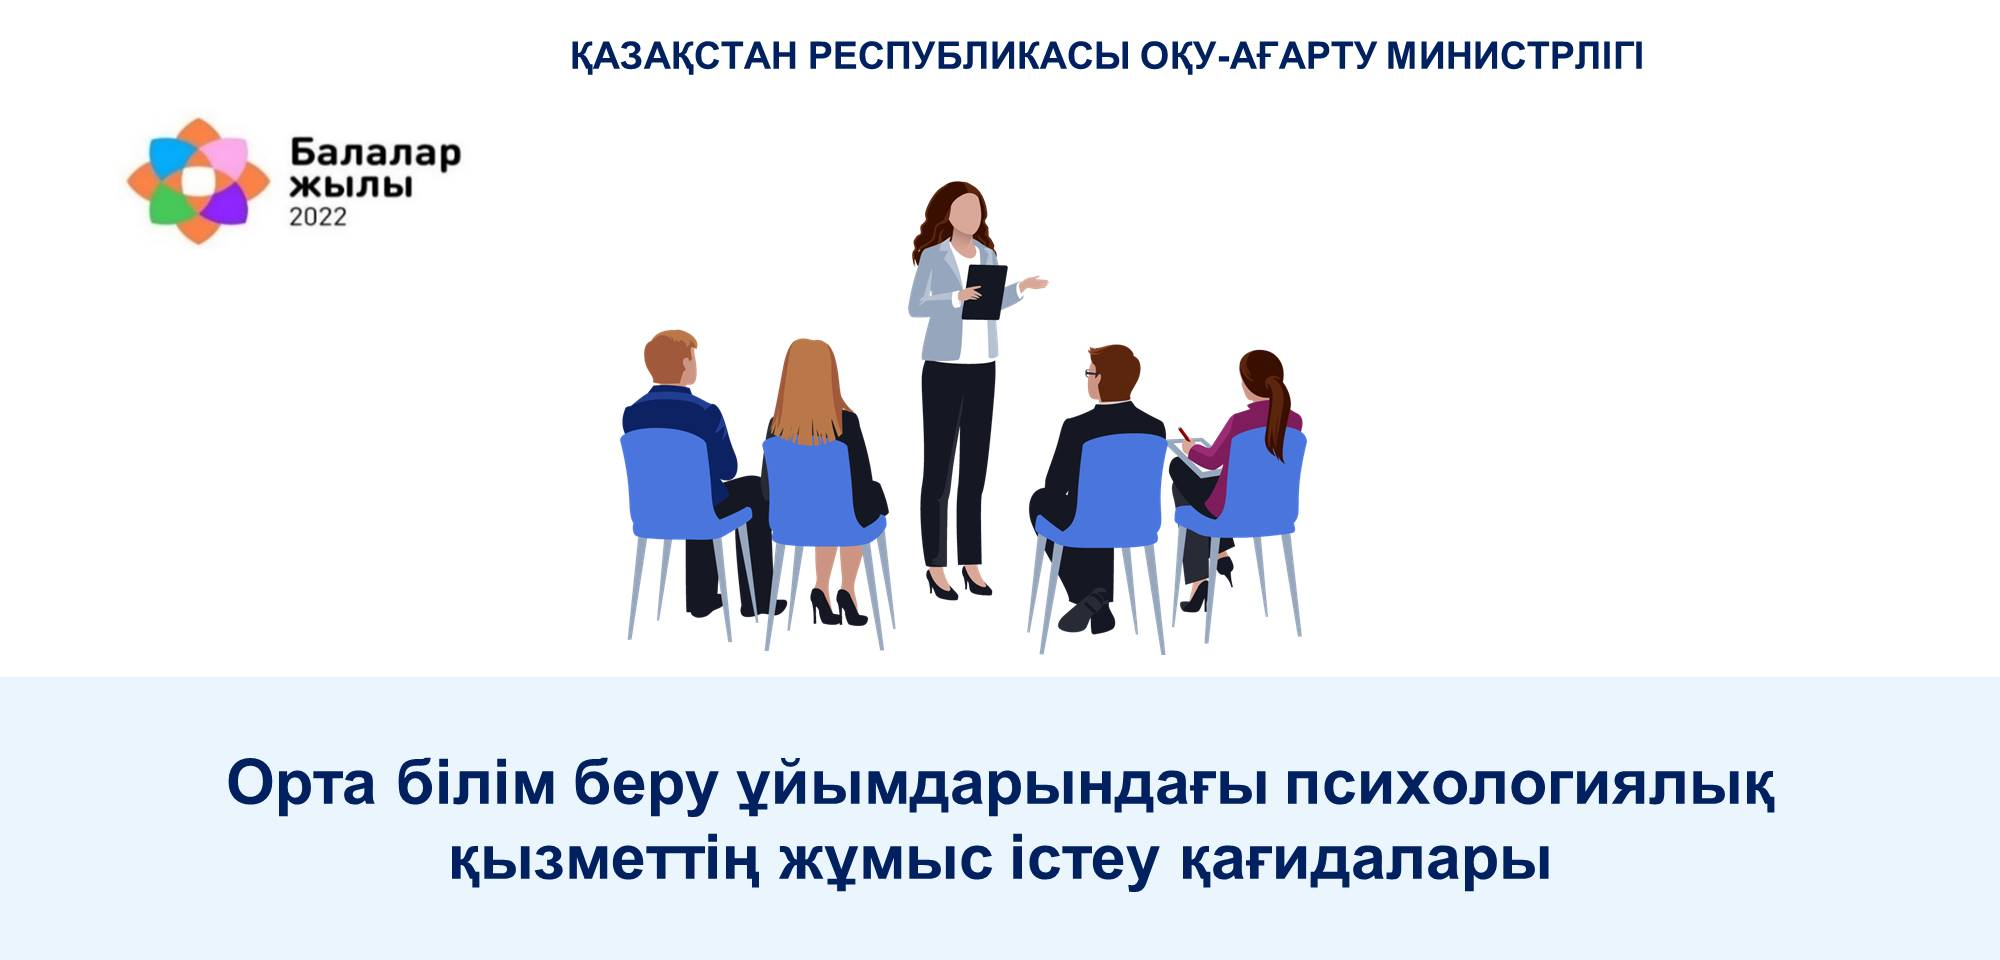 ҚАЗАҚСТАН РЕСПУБЛИКАСЫ ОҚУ-АҒАРТУ МИНИСТРЛІГІ
Балалар
жылы
2022
Орта білім беру ұйымдарындағы психологиялық
қызметтің жұмыс істеу қағидалары